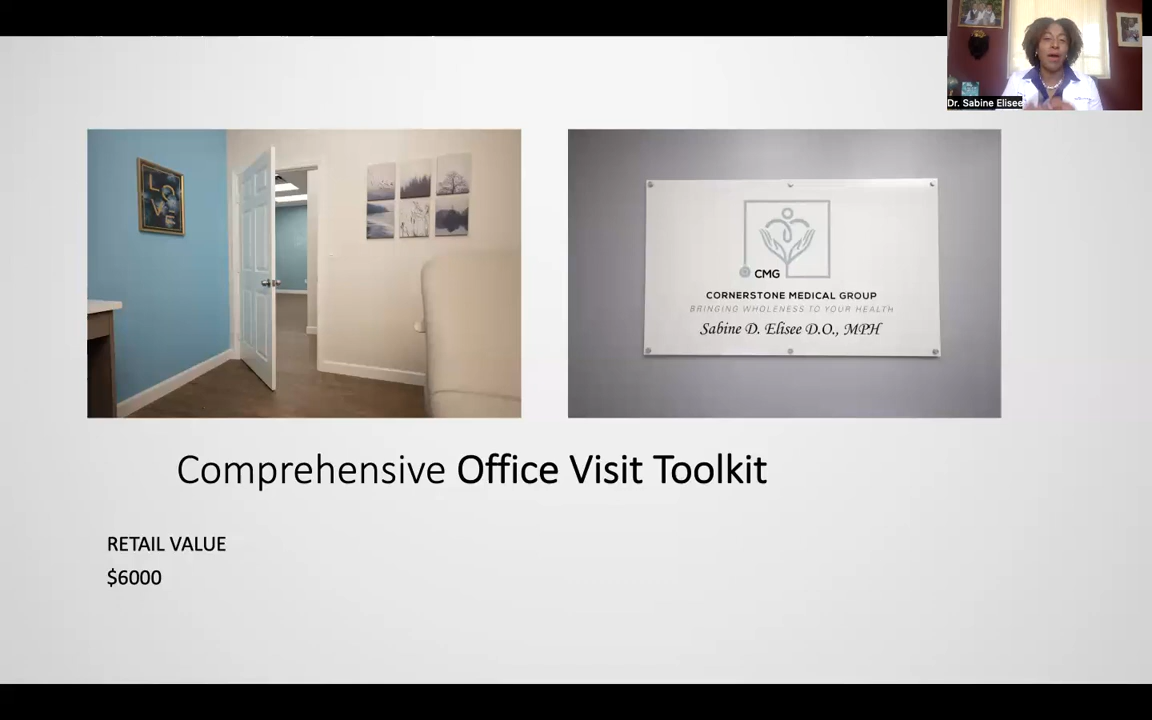 Dr. Sabine Elisee
LOVE
CMG
CORNERSTONE MEDICAL GROUP
BRINGING WHOLENESS TO YOUR HEALTH
Sabine D. Elisee D.O., MPH
Comprehensive Office Visit Toolkit
RETAIL VALUE
$6000